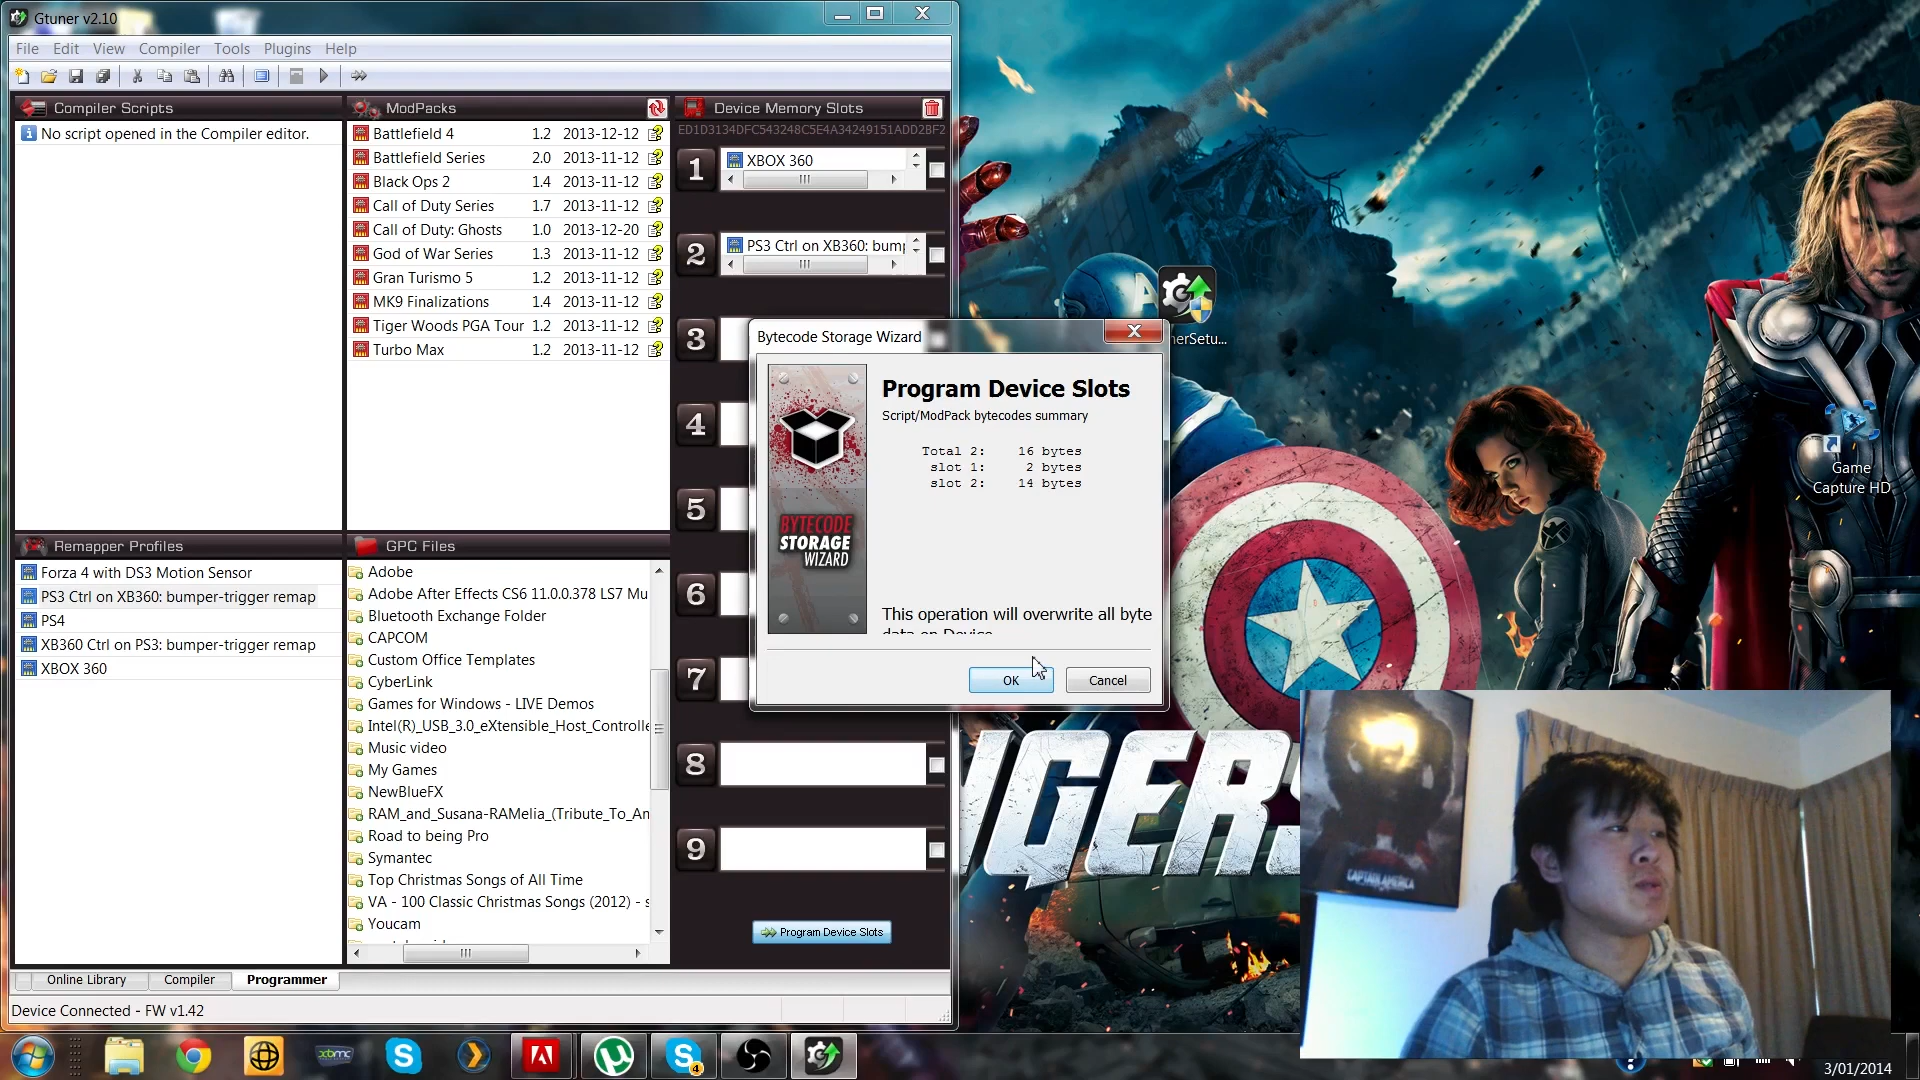 Gtuner v2.10
File Edit View Compiler Tools Plugins Help
Compiler Scripts
No script opened in the Compiler editor.
ModPacks
Battlefield 4 1.2 2013-12-12
Battlefield Series 2.0 2013-11-12
Black Ops 2 1.4 2013-11-12
Call of Duty Series 1.7 2013-11-12
Call of Duty: Ghosts 1.0 2013-12-20
God of War Series 1.3 2013-11-12
Gran Turismo 5 1.2 2013-11-12
MK9 Finalizations 1.4 2013-11-12
Tiger Woods PGA Tour 1.2 2013-11-12
Turbo Max 1.2 2013-11-12
Device Memory Slots
ED1D3134DFC543248C5E4A34249151ADD2BF2
1 XBOX 360
2 PS3 Ctrl on XB360: bump
3
4
5
6
7
8
9
Program Device Slots
Bytecode Storage Wizard
BYTECODE
STORAGE
WIZARD
Program Device Slots
Script/ModPack bytecodes summary
Total 2: 16 bytes
slot 1: 2 bytes
slot 2: 14 bytes
This operation will overwrite all byte
data on Device
OK Cancel
Remapper Profiles
Forza 4 with DS3 Motion Sensor
PS3 Ctrl on XB360: bumper-trigger remap
PS4
XB360 Ctrl on PS3: bumper-trigger remap
XBOX 360
GPC Files
Adobe
Adobe After Effects CS6 11.0.0.378 LS7 Mu
Bluetooth Exchange Folder
CAPCOM
Custom Office Templates
CyberLink
Games for Windows - LIVE Demos
Intel(R)_USB_3.0_eXtensible_Host_Controlle
Music video
My Games
NewBlueFX
RAM_and_Susana-RAMelia_(Tribute_To_An
Road to being Pro
Symantec
Top Christmas Songs of All Time
VA - 100 Classic Christmas Songs (2012) - s
Youcam
Online Library Compiler Programmer
Device Connected - FW v1.42
nerSetu...
Game
Capture HD
NGERS
CAPTAIN AMERICA
xbmc
4
3/01/2014